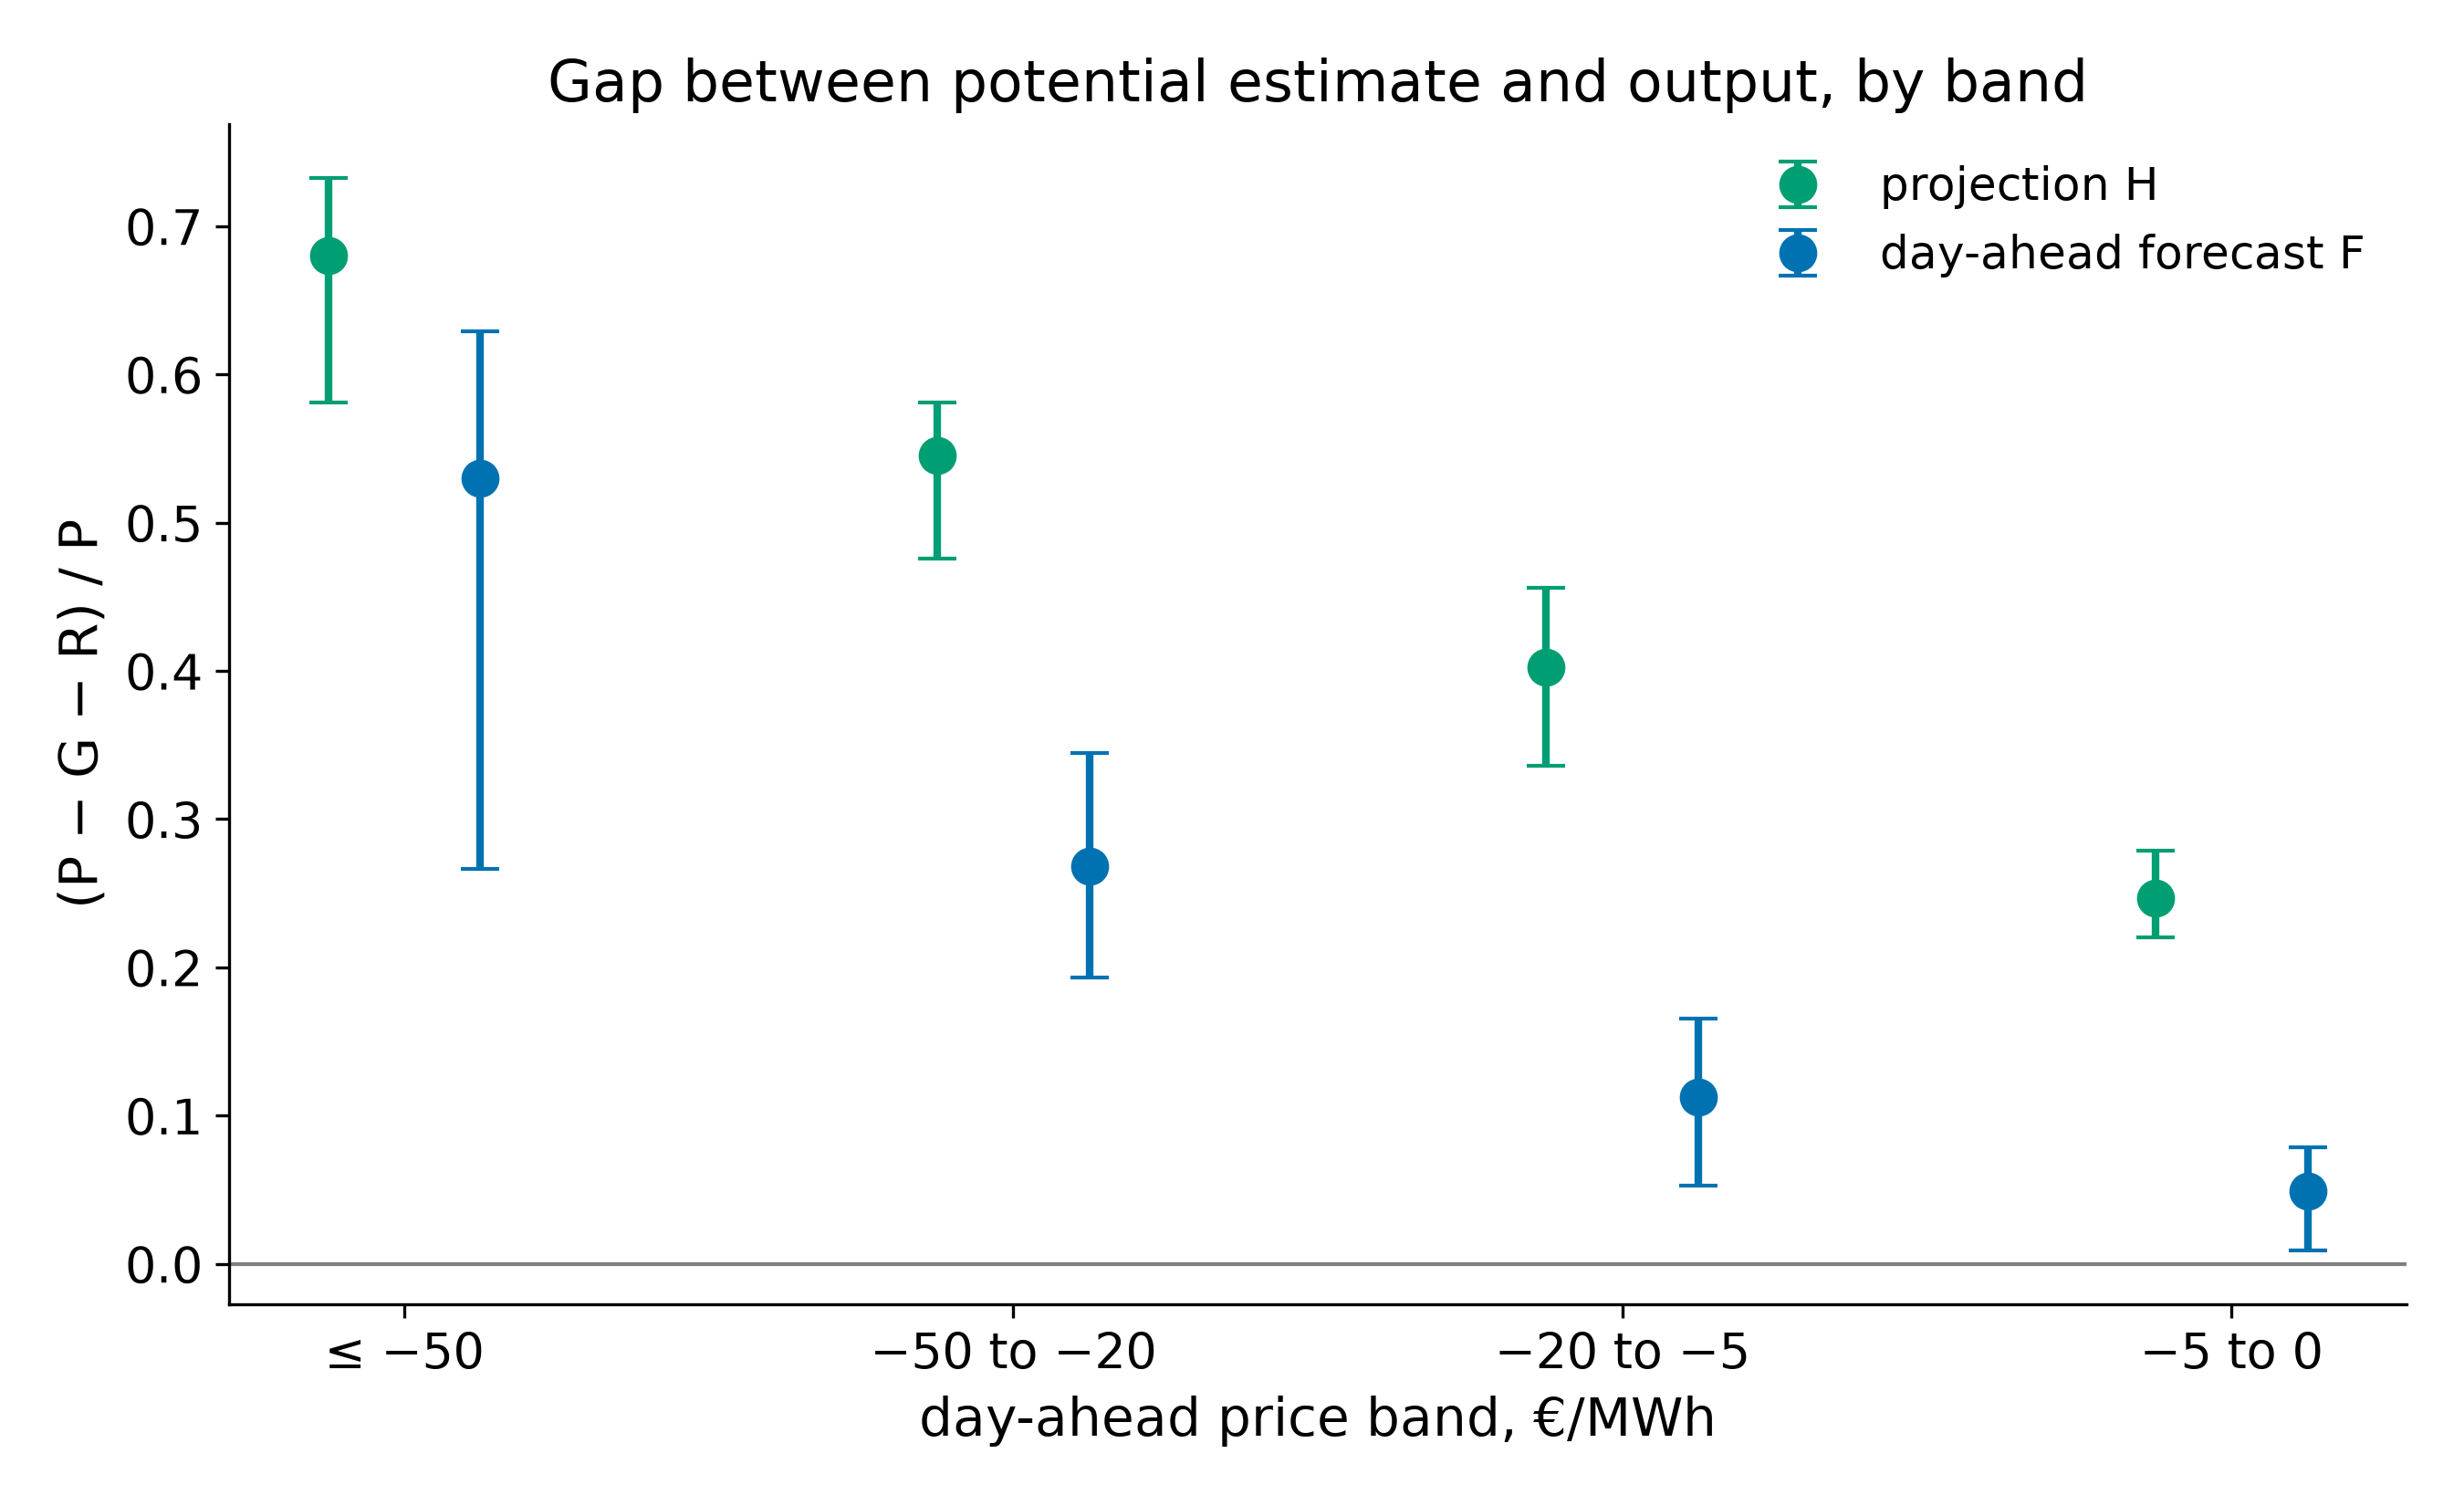 Gap between potential estimate and output, by band
projection H
day-ahead forecast F
(P − G − R) / P
0.7
0.6
0.5
0.4
0.3
0.2
0.1
0.0
≤ −50
−50 to −20
−20 to −5
−5 to 0
day-ahead price band, €/MWh